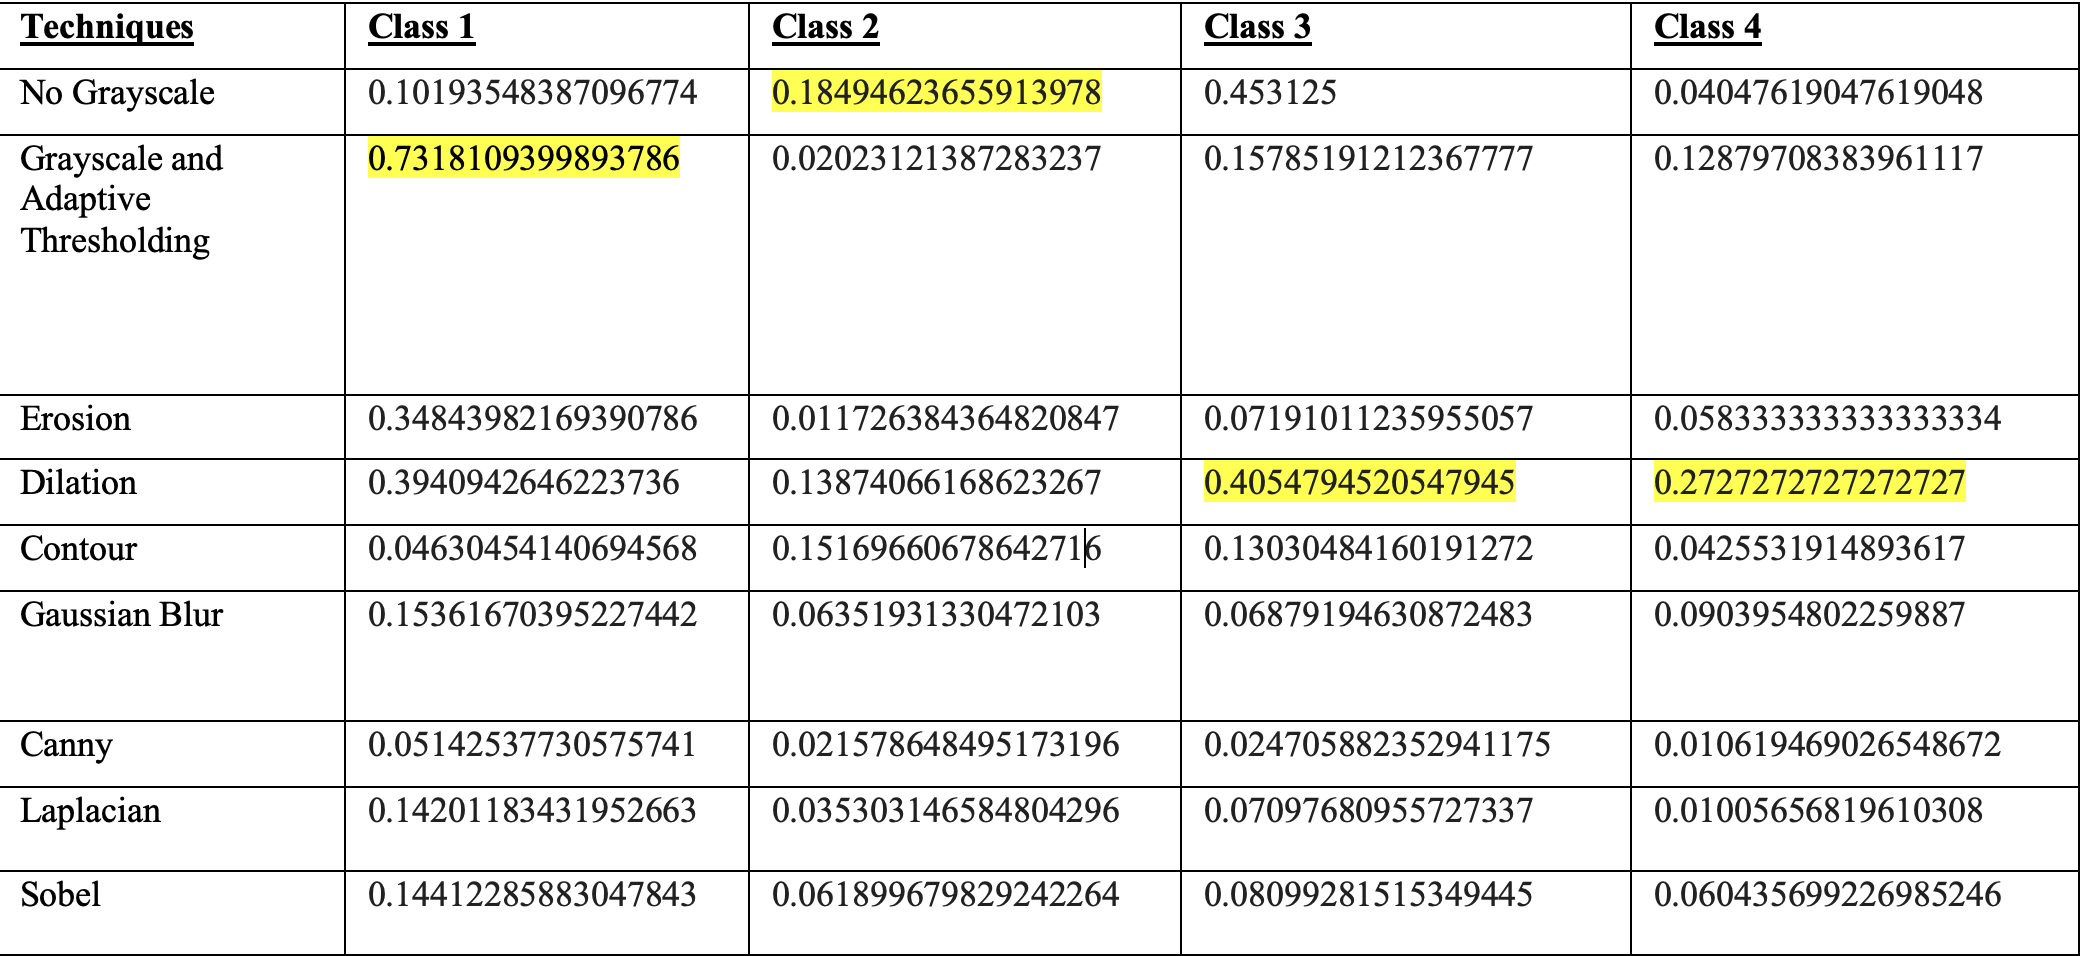 Techniques Class 1 Class 2 Class 3 Class 4
No Grayscale 0.10193548387096774 0.18494623655913978 0.453125 0.04047619047619048
Grayscale and 0.7318109399893786 0.02023121387283237 0.15785191212367777 0.12879708383961117
Adaptive
Thresholding
Erosion 0.34843982169390786 0.011726384364820847 0.07191011235955057 0.058333333333333334
Dilation 0.3940942646223736 0.13874066168623267 0.4054794520547945 0.2727272727272727
Contour 0.04630454140694568 0.15169660678642716 0.13030484160191272 0.0425531914893617
Gaussian Blur 0.15361670395227442 0.06351931330472103 0.06879194630872483 0.0903954802259887
Canny 0.05142537730575741 0.021578648495173196 0.024705882352941175 0.010619469026548672
Laplacian 0.14201183431952663 0.035303146584804296 0.07097680955727337 0.01005656819610308
Sobel 0.14412285883047843 0.061899679829242264 0.08099281515349445 0.060435699226985246